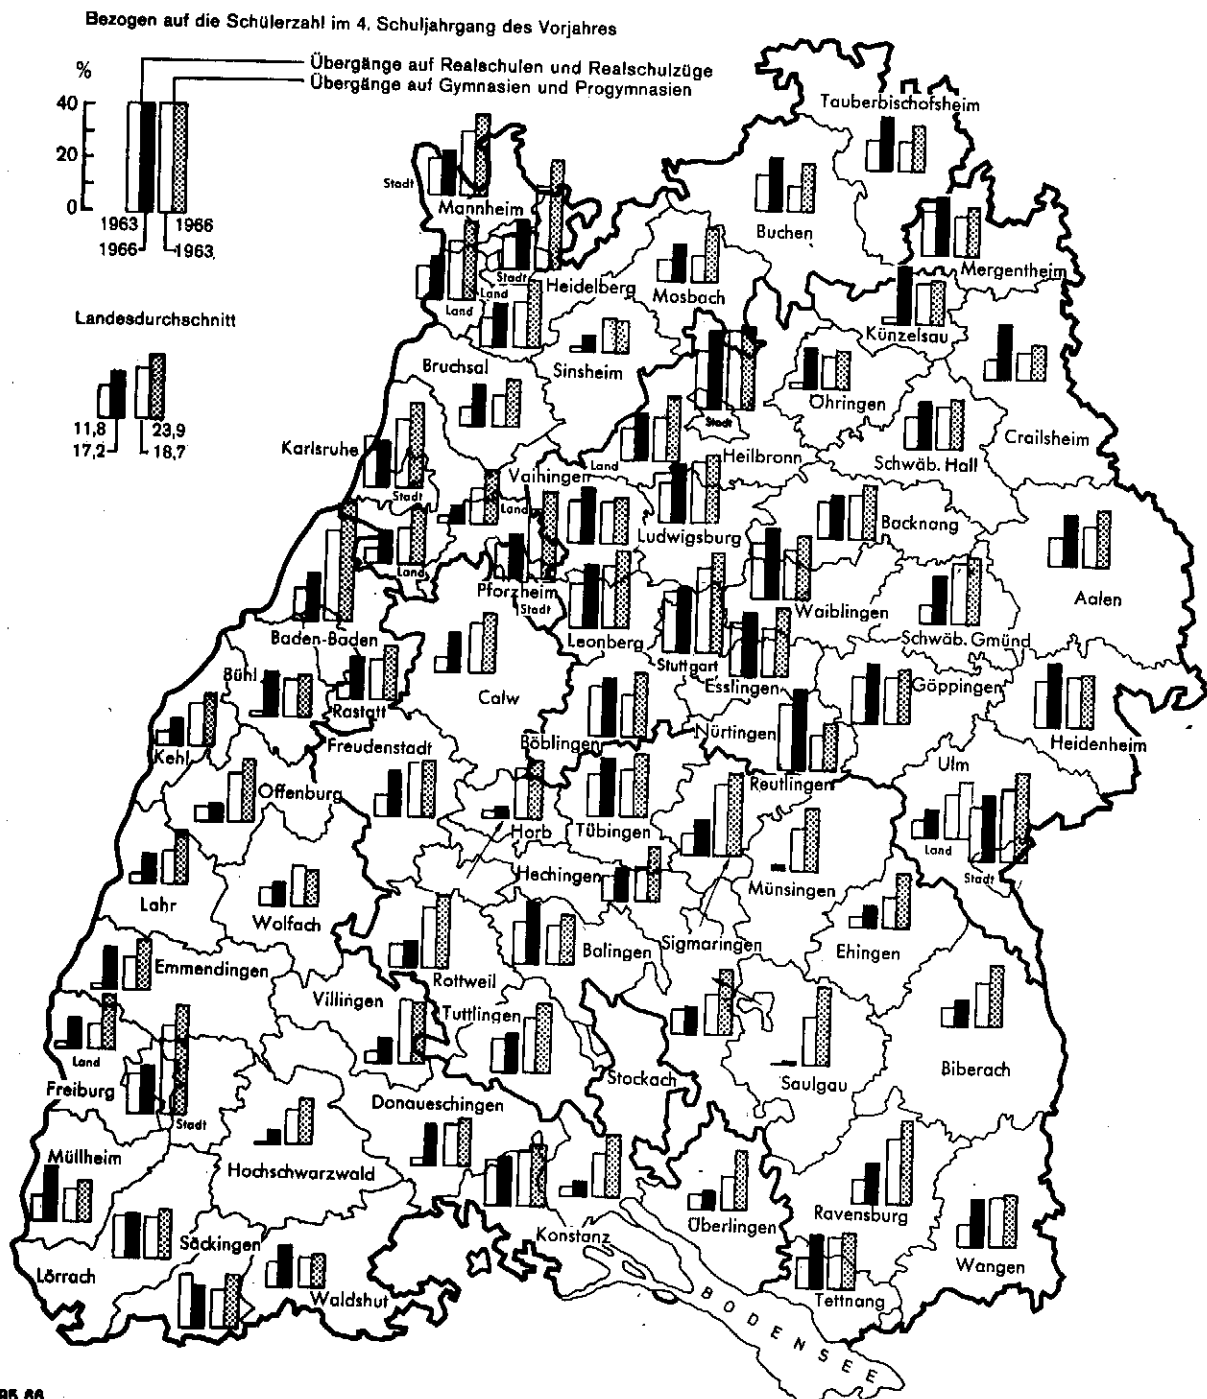 Bezogen auf die Schülerzahl im 4. Schuljahrgang des Vorjahres
%
Übergänge auf Realschulen und Realschulzüge
Übergänge auf Gymnasien und Progymnasien
40
20
0
1963 1966
1966 1963
Landesdurchschnitt
11,8 23,9
17,2 18,7
Tauberbischofsheim
Stadt
Mannheim
Buchen
Mergentheim
Stadt
Land
Land
Heidelberg
Mosbach
Künzelsau
Bruchsal
Sinsheim
Öhringen
Stadt
Crailsheim
Karlsruhe
Stadt
Vaihingen
Land
Heilbronn
Schwäb. Hall
Land
Ludwigsburg
Backnang
Land
Pforzheim
Stadt
Leonberg
Waiblingen
Aalen
Baden-Baden
Stuttgart
Schwäb. Gmünd
Bühl
Rastatt
Calw
Esslingen
Göppingen
Kehl
Freudenstadt
Böblingen
Nürtingen
Heidenheim
Offenburg
Horb
Tübingen
Reutlingen
Ulm
Land
Stadt
Lahr
Wolfach
Hechingen
Münsingen
Emmendingen
Rottweil
Balingen
Sigmaringen
Ehingen
Villingen
Tuttlingen
Land
Freiburg
Stadt
Stockach
Saulgau
Biberach
Donaueschingen
Müllheim
Hochschwarzwald
Konstanz
Überlingen
Ravensburg
Wangen
Lörrach
Säckingen
Waldshut
Tettnang
BODENSEE